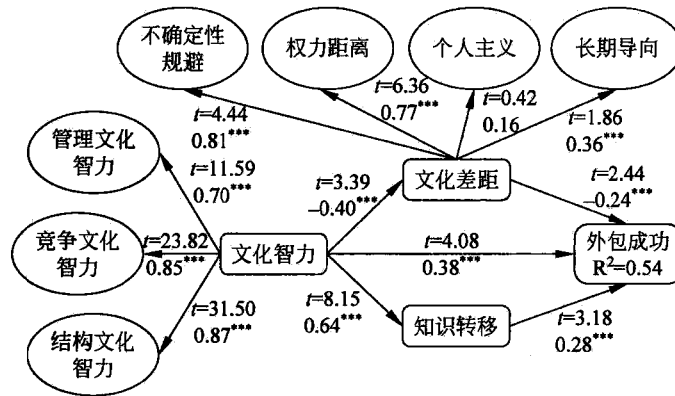 不确定性
规避
权力距离
个人主义
长期导向
t=4.44
0.81***
t=6.36
0.77***
t=0.42
0.16
t=1.86
0.36***
管理文化
智力
t=11.59
0.70***
t=3.39
–0.40***
文化差距
t=2.44
–0.24***
竞争文化
智力
t=23.82
0.85***
文化智力
t=4.08
0.38***
外包成功
R²=0.54
t=31.50
0.87***
t=8.15
0.64***
知识转移
t=3.18
0.28***
结构文化
智力